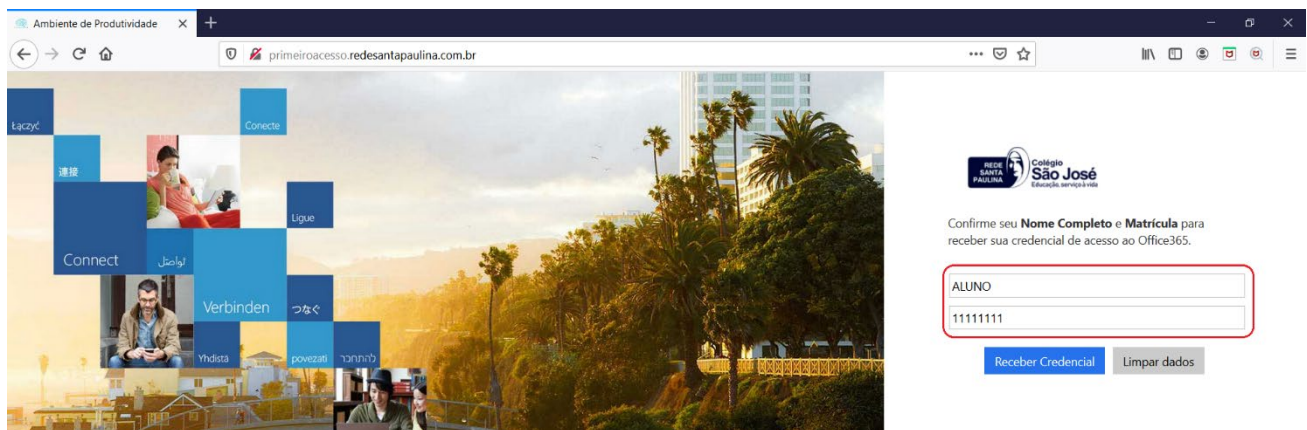 Ambiente de Produtividade
primeiroacesso.redesantapaulina.com.br
Łączyć
Conecte
連接
Ligue
Connect
تواصل
Verbinden
つなぐ
Yhdistä
povezati
להתחבר
REDE
SANTA
PAULINA
Colégio
São José
Educação, serviço à vida
Confirme seu Nome Completo e Matrícula para
receber sua credencial de acesso ao Office365.
ALUNO
11111111
Receber Credencial Limpar dados